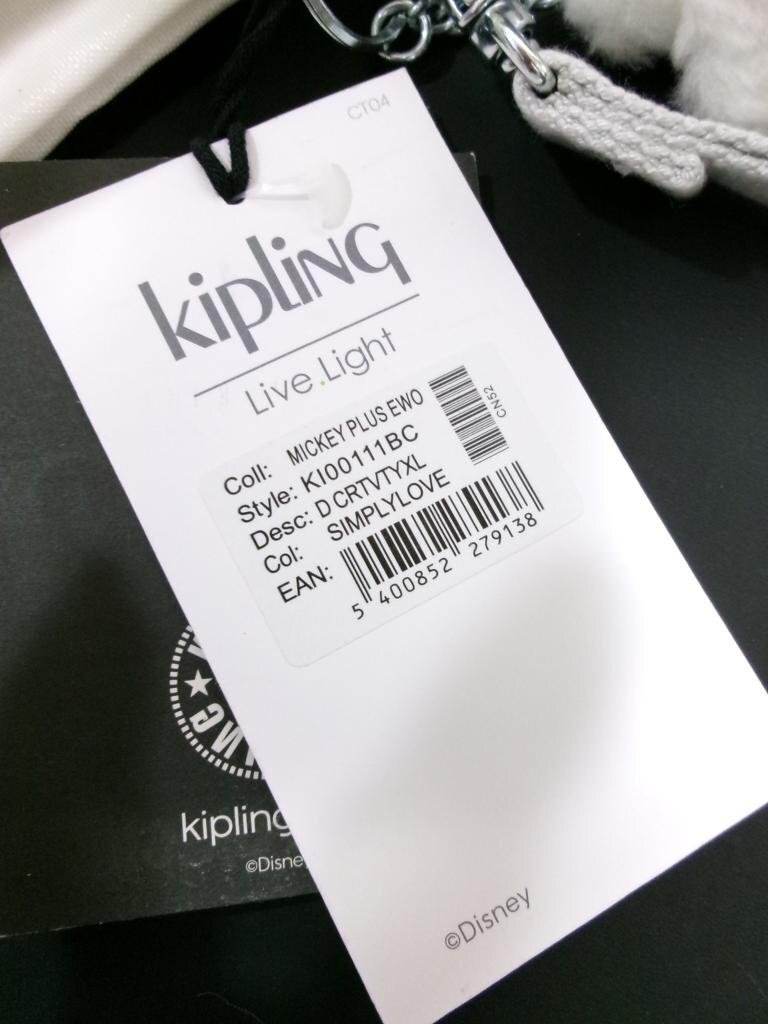 CT04
kipling
Live.Light
Coll: MICKEY PLUS EWO
Style: KI00111BC
Desc: D CRTVTYXL
Col: SIMPLYLOVE
EAN:
CN52
5 400852 279138
©Disney
kipling